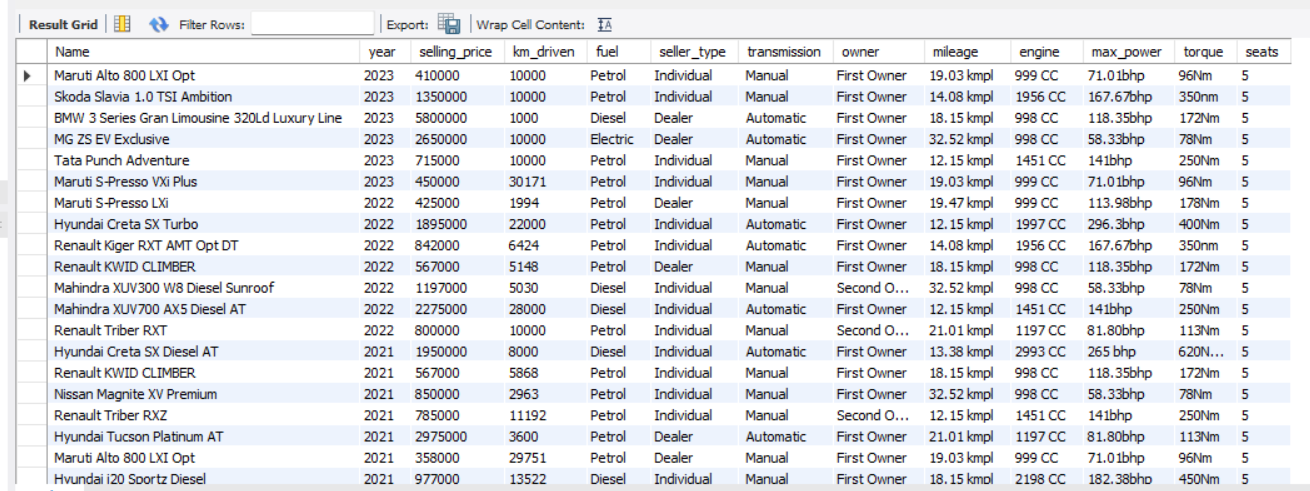 Result Grid Filter Rows: Export: Wrap Cell Content: IA
Name year selling_price km_driven fuel seller_type transmission owner mileage engine max_power torque seats
Maruti Alto 800 LXI Opt 2023 410000 10000 Petrol Individual Manual First Owner 19.03 kmpl 999 CC 71.01bhp 96Nm 5
Skoda Slavia 1.0 TSI Ambition 2023 1350000 10000 Petrol Individual Manual First Owner 14.08 kmpl 1956 CC 167.67bhp 350nm 5
BMW 3 Series Gran Limousine 320Ld Luxury Line 2023 5800000 1000 Diesel Dealer Automatic First Owner 18.15 kmpl 998 CC 118.35bhp 172Nm 5
MG ZS EV Exclusive 2023 2650000 10000 Electric Dealer Automatic First Owner 32.52 kmpl 998 CC 58.33bhp 78Nm 5
Tata Punch Adventure 2023 715000 10000 Petrol Individual Manual First Owner 12.15 kmpl 1451 CC 141bhp 250Nm 5
Maruti S-Presso VXi Plus 2023 450000 30171 Petrol Individual Manual First Owner 19.03 kmpl 999 CC 71.01bhp 96Nm 5
Maruti S-Presso LXi 2022 425000 1994 Petrol Dealer Manual First Owner 19.47 kmpl 999 CC 113.98bhp 178Nm 5
Hyundai Creta SX Turbo 2022 1895000 22000 Petrol Individual Automatic First Owner 12.15 kmpl 1997 CC 296.3bhp 400Nm 5
Renault Kiger RXT AMT Opt DT 2022 842000 6424 Petrol Individual Automatic First Owner 14.08 kmpl 1956 CC 167.67bhp 350nm 5
Renault KWID CLIMBER 2022 567000 5148 Petrol Dealer Manual First Owner 18.15 kmpl 998 CC 118.35bhp 172Nm 5
Mahindra XUV300 W8 Diesel Sunroof 2022 1197000 5030 Diesel Individual Manual Second O... 32.52 kmpl 998 CC 58.33bhp 78Nm 5
Mahindra XUV700 AX5 Diesel AT 2022 2275000 28000 Diesel Individual Automatic First Owner 12.15 kmpl 1451 CC 141bhp 250Nm 5
Renault Triber RXT 2022 800000 10000 Petrol Individual Manual Second O... 21.01 kmpl 1197 CC 81.80bhp 113Nm 5
Hyundai Creta SX Diesel AT 2021 1950000 8000 Diesel Individual Automatic First Owner 13.38 kmpl 2993 CC 265 bhp 620N... 5
Renault KWID CLIMBER 2021 567000 5868 Petrol Dealer Manual First Owner 18.15 kmpl 998 CC 118.35bhp 172Nm 5
Nissan Magnite XV Premium 2021 850000 2963 Petrol Individual Manual First Owner 32.52 kmpl 998 CC 58.33bhp 78Nm 5
Renault Triber RXZ 2021 785000 11192 Petrol Individual Manual Second O... 12.15 kmpl 1451 CC 141bhp 250Nm 5
Hyundai Tucson Platinum AT 2021 2975000 3600 Petrol Dealer Automatic First Owner 21.01 kmpl 1197 CC 81.80bhp 113Nm 5
Maruti Alto 800 LXI Opt 2021 358000 29751 Petrol Dealer Manual First Owner 19.03 kmpl 999 CC 71.01bhp 96Nm 5
Hyundai i20 Sportz Diesel 2021 977000 13522 Diesel Individual Manual First Owner 18.15 kmpl 2198 CC 182.38bhp 450Nm 5